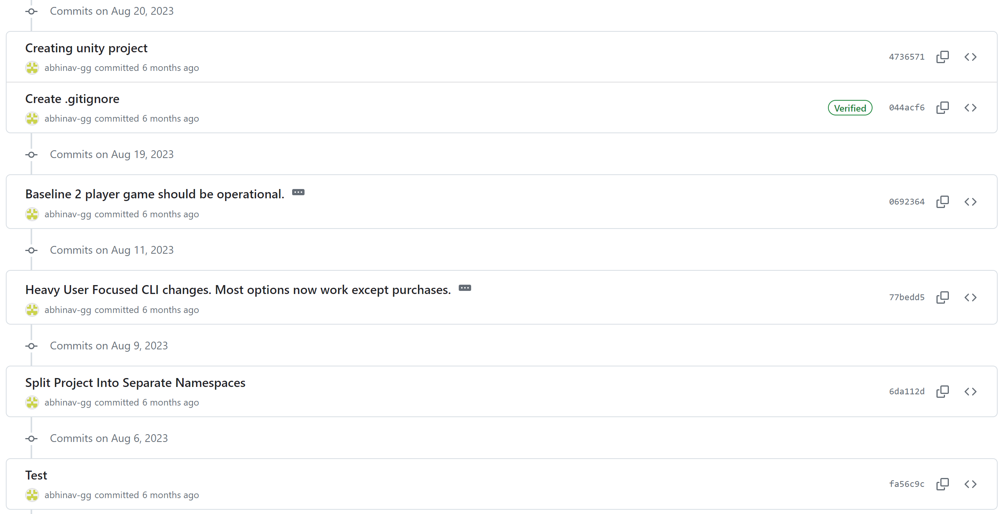 Commits on Aug 20, 2023
Creating unity project
abhinav-gg committed 6 months ago
4736571
Create .gitignore
abhinav-gg committed 6 months ago
Verified
044acf6
Commits on Aug 19, 2023
Baseline 2 player game should be operational.
abhinav-gg committed 6 months ago
0692364
Commits on Aug 11, 2023
Heavy User Focused CLI changes. Most options now work except purchases.
abhinav-gg committed 6 months ago
77bedd5
Commits on Aug 9, 2023
Split Project Into Separate Namespaces
abhinav-gg committed 6 months ago
6da112d
Commits on Aug 6, 2023
Test
abhinav-gg committed 6 months ago
fa56c9c